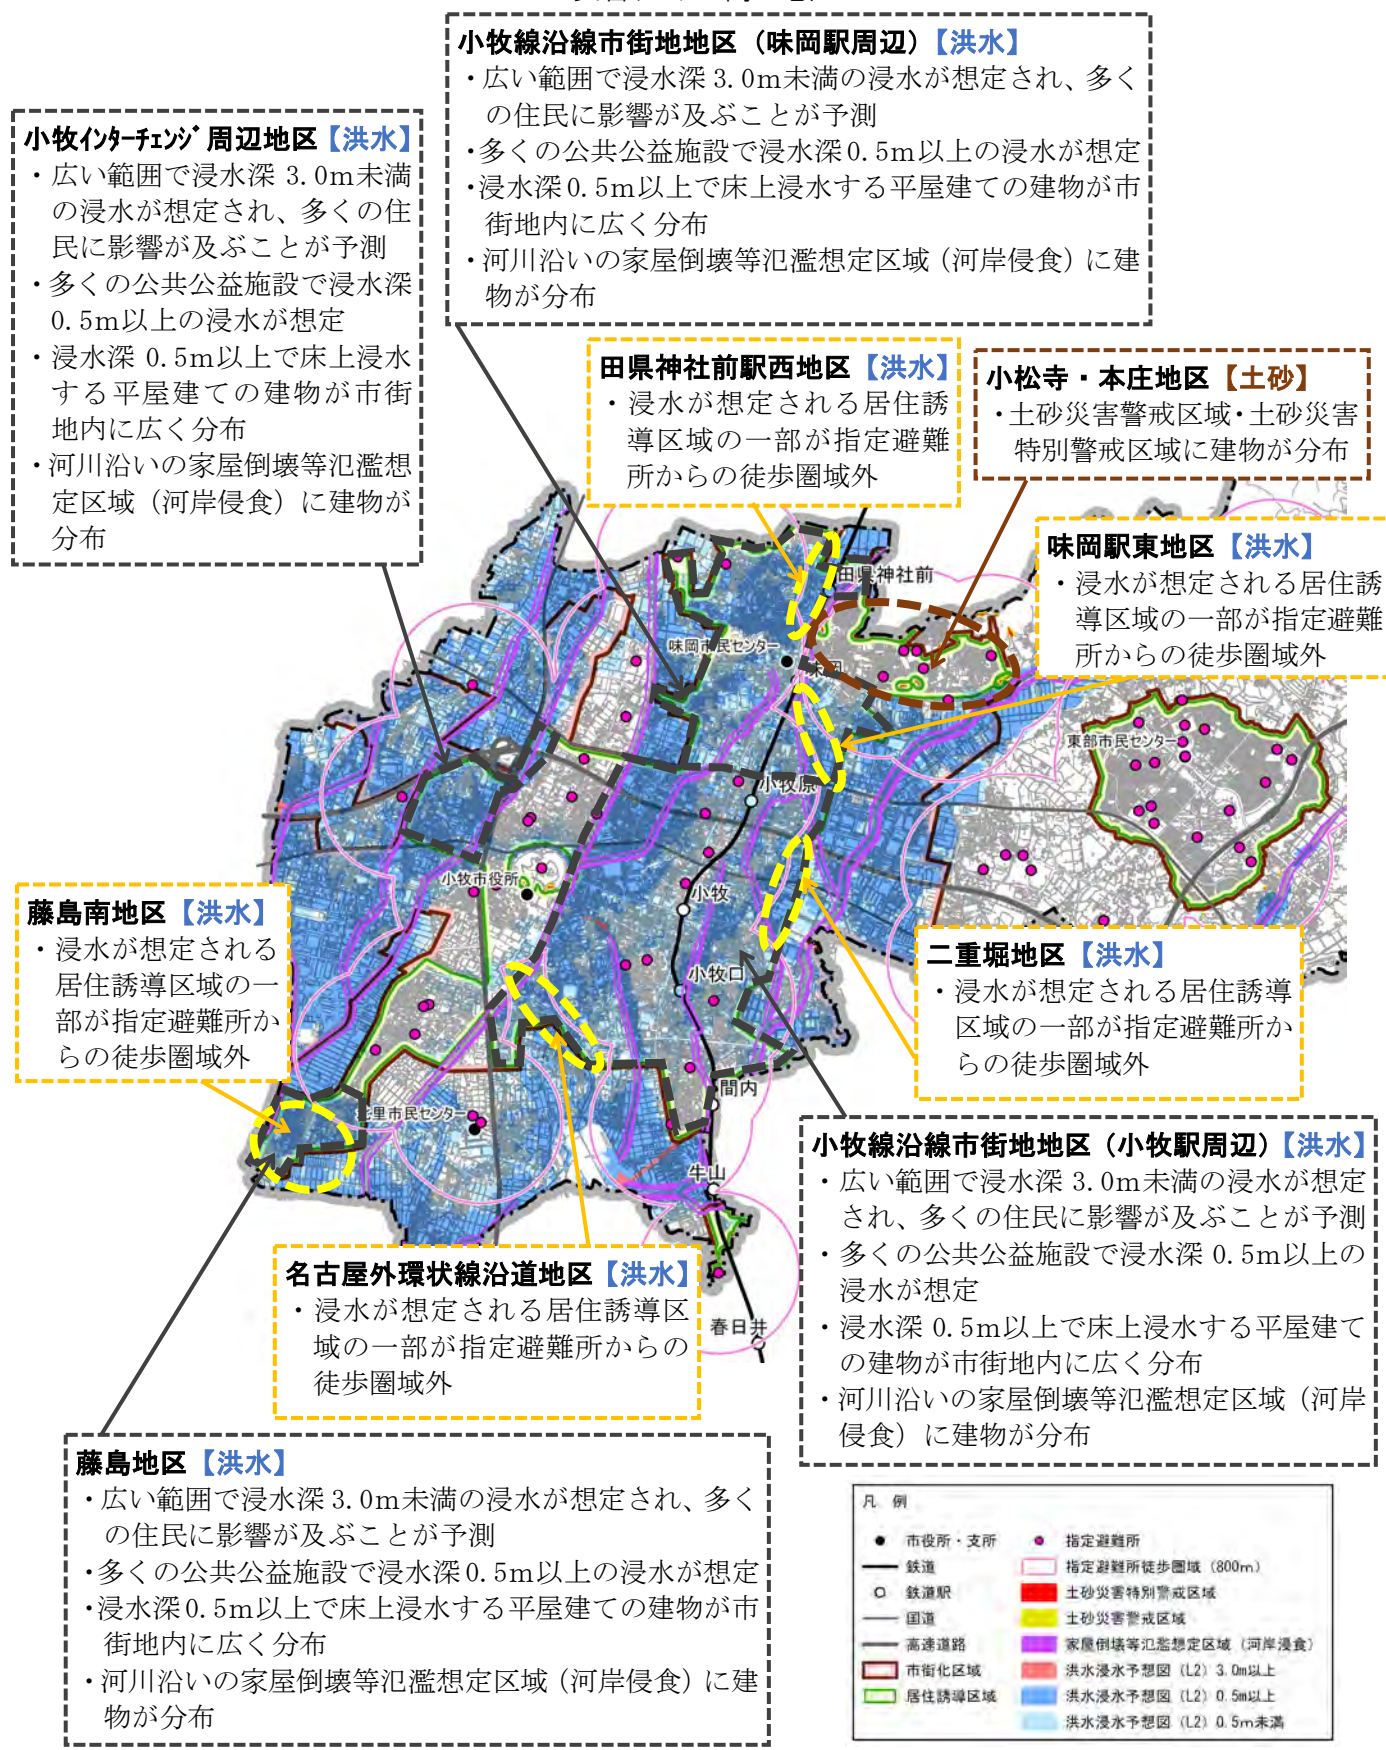 小牧線沿線市街地地区（味岡駅周辺）【洪水】
・広い範囲で浸水深 3.0m未満の浸水が想定され、多く
の住民に影響が及ぶことが予測
・多くの公共公益施設で浸水深0.5m以上の浸水が想定
・浸水深0.5m以上で床上浸水する平屋建ての建物が市
街地内に広く分布
・河川沿いの家屋倒壊等氾濫想定区域（河岸侵食）に建
物が分布
小牧インターチェンジ周辺地区【洪水】
・広い範囲で浸水深 3.0m未満
の浸水が想定され、多くの住
民に影響が及ぶことが予測
・多くの公共公益施設で浸水深
0.5m以上の浸水が想定
・浸水深 0.5m以上で床上浸水
する平屋建ての建物が市街
地内に広く分布
・河川沿いの家屋倒壊等氾濫想
定区域（河岸侵食）に建物が
分布
田県神社前駅西地区【洪水】
・浸水が想定される居住誘
導区域の一部が指定避難
所からの徒歩圏域外
小松寺・本庄地区【土砂】
・土砂災害警戒区域・土砂災害
特別警戒区域に建物が分布
味岡駅東地区【洪水】
・浸水が想定される居住誘
導区域の一部が指定避難
所からの徒歩圏域外
田県神社前
味岡市民センター
味岡
東部市民センター
小牧原
小牧市役所
小牧
小牧口
間内
北里市民センター
牛山
春日井
藤島南地区【洪水】
・浸水が想定される
居住誘導区域の一
部が指定避難所か
らの徒歩圏域外
二重堀地区【洪水】
・浸水が想定される居住誘導
区域の一部が指定避難所か
らの徒歩圏域外
小牧線沿線市街地地区（小牧駅周辺）【洪水】
・広い範囲で浸水深 3.0m未満の浸水が想定
され、多くの住民に影響が及ぶことが予測
・多くの公共公益施設で浸水深 0.5m以上の
浸水が想定
・浸水深 0.5m以上で床上浸水する平屋建て
の建物が市街地内に広く分布
・河川沿いの家屋倒壊等氾濫想定区域（河岸
侵食）に建物が分布
名古屋外環状線沿道地区【洪水】
・浸水が想定される居住誘導区
域の一部が指定避難所からの
徒歩圏域外
藤島地区【洪水】
・広い範囲で浸水深3.0m未満の浸水が想定され、多く
の住民に影響が及ぶことが予測
・多くの公共公益施設で浸水深0.5m以上の浸水が想定
・浸水深0.5m以上で床上浸水する平屋建ての建物が市
街地内に広く分布
・河川沿いの家屋倒壊等氾濫想定区域（河岸侵食）に建
物が分布
凡 例
市役所・支所
鉄道
鉄道駅
国道
高速道路
市街化区域
居住誘導区域
指定避難所
指定避難所徒歩圏域（800m）
土砂災害特別警戒区域
土砂災害警戒区域
家屋倒壊等氾濫想定区域（河岸浸食）
洪水浸水予想図（L2）3.0m以上
洪水浸水予想図（L2）0.5m以上
洪水浸水予想図（L2）0.5m未満